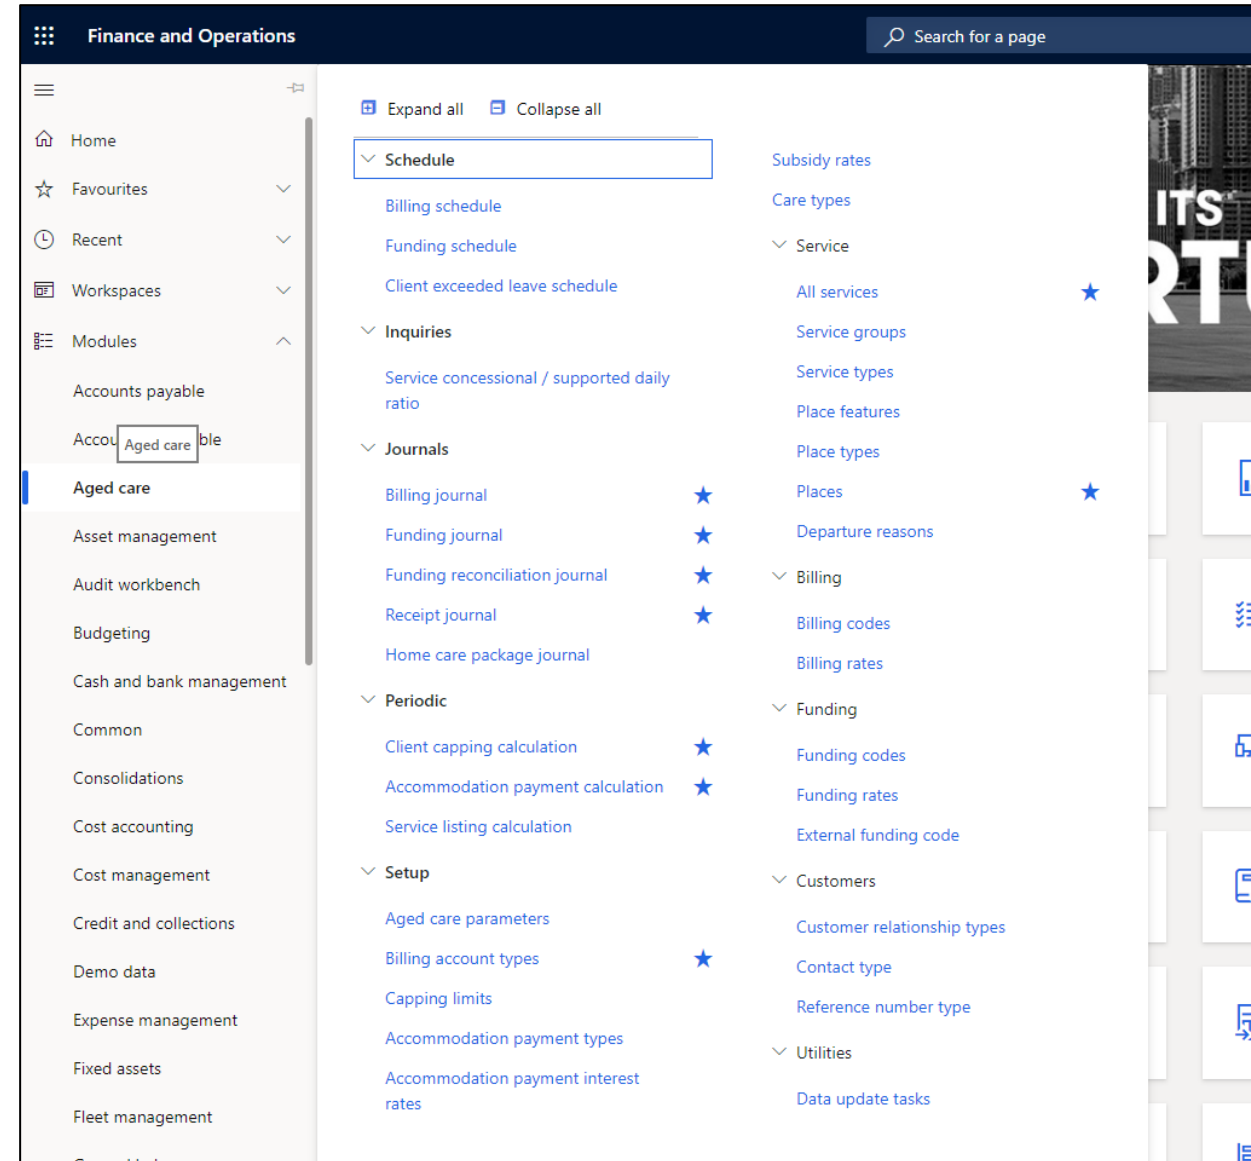 Finance and Operations
Search for a page
Home
Favourites
Recent
Workspaces
Modules
Accounts payable
Aged care
ble
Aged care
Asset management
Audit workbench
Budgeting
Cash and bank management
Common
Consolidations
Cost accounting
Cost management
Credit and collections
Demo data
Expense management
Fixed assets
Fleet management
Expand all
Collapse all
Schedule
Billing schedule
Funding schedule
Client exceeded leave schedule
Inquiries
Service concessional / supported daily
ratio
Journals
Billing journal
Funding journal
Funding reconciliation journal
Receipt journal
Home care package journal
Periodic
Client capping calculation
Accommodation payment calculation
Service listing calculation
Setup
Aged care parameters
Billing account types
Capping limits
Accommodation payment types
Accommodation payment interest
rates
Subsidy rates
Care types
Service
All services
Service groups
Service types
Place features
Place types
Places
Departure reasons
Billing
Billing codes
Billing rates
Funding
Funding codes
Funding rates
External funding code
Customers
Customer relationship types
Contact type
Reference number type
Utilities
Data update tasks
ITS